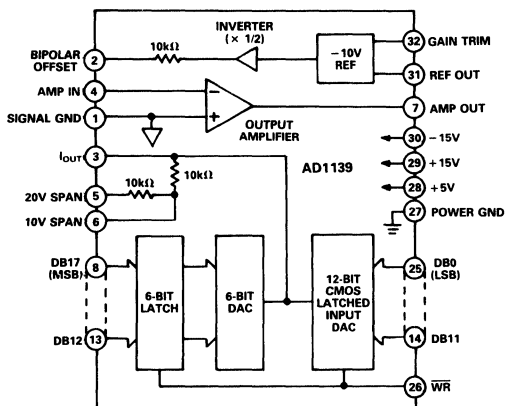 INVERTER
(× 1/2)
BIPOLAR
OFFSET
2
10kΩ
−10V
REF
32
GAIN TRIM
31
REF OUT
AMP IN
4
−
7
AMP OUT
SIGNAL GND
1
+
OUTPUT
AMPLIFIER
30
−15V
IOUT
3
10kΩ
AD1139
29
+15V
10kΩ
20V SPAN
5
28
+5V
10V SPAN
6
27
POWER GND
DB17
(MSB)
8
6-BIT
LATCH
6-BIT
DAC
12-BIT
CMOS
LATCHED
INPUT
DAC
25
DB0
(LSB)
DB12
13
14
DB11
26
W̅R̅